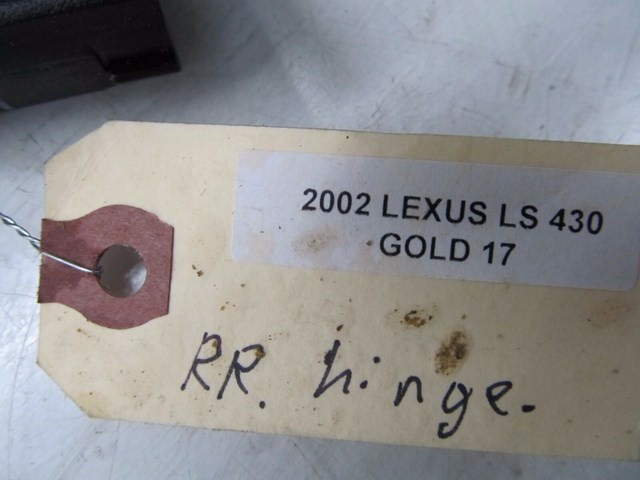 2002 LEXUS LS 430
GOLD 17
RR. hinge.